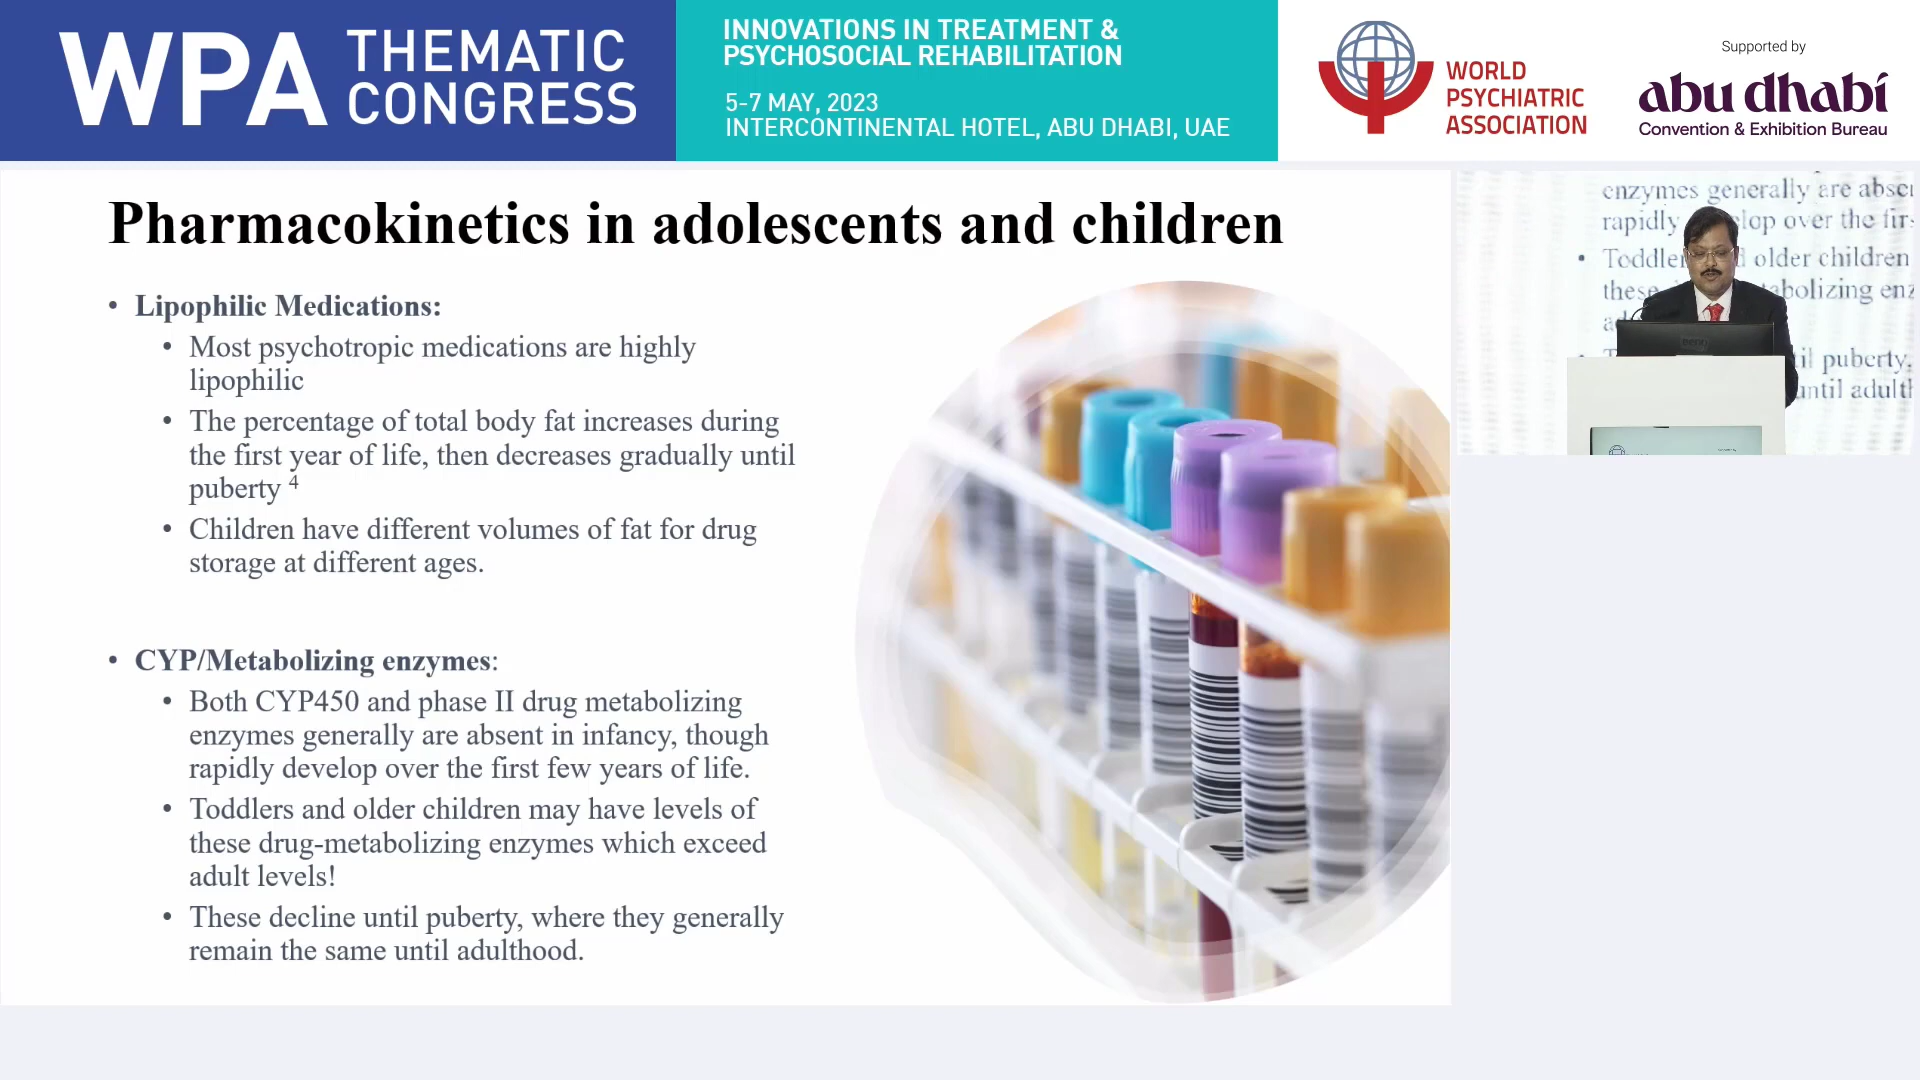 WPA THEMATIC
CONGRESS
INNOVATIONS IN TREATMENT &
PSYCHOSOCIAL REHABILITATION
5-7 MAY, 2023
INTERCONTINENTAL HOTEL, ABU DHABI, UAE
WORLD
PSYCHIATRIC
ASSOCIATION
Supported by
abu dhabi
Convention & Exhibition Bureau
Pharmacokinetics in adolescents and children
• Lipophilic Medications:
• Most psychotropic medications are highly
lipophilic
• The percentage of total body fat increases during
the first year of life, then decreases gradually until
puberty 4
• Children have different volumes of fat for drug
storage at different ages.
• CYP/Metabolizing enzymes:
• Both CYP450 and phase II drug metabolizing
enzymes generally are absent in infancy, though
rapidly develop over the first few years of life.
• Toddlers and older children may have levels of
these drug-metabolizing enzymes which exceed
adult levels!
• These decline until puberty, where they generally
remain the same until adulthood.
enzymes generally are
rapidly over the
• older children
these
puberty,
until